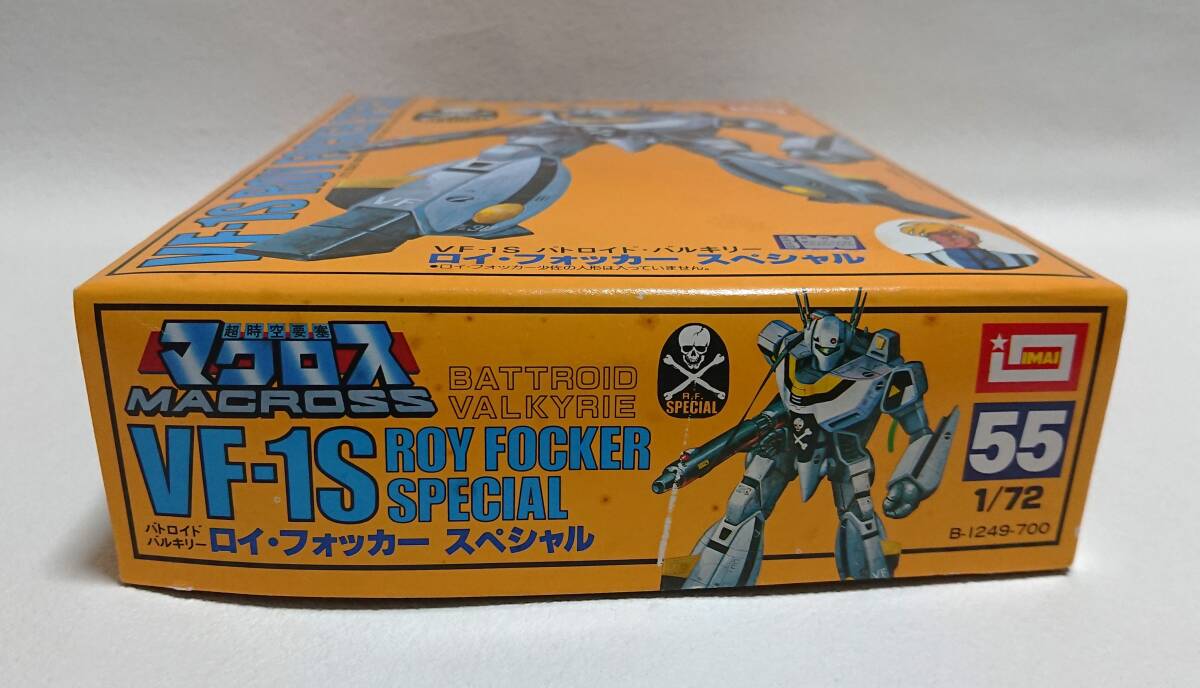 VF-1S
VF
VF-1S バトロイド・バルキリー
ロイ・フォッカー スペシャル
●ロイ・フォッカー少佐の人形は入っていません。
超時空要塞
マクロス
MACROSS
BATTROID
VALKYRIE
R.F.
SPECIAL
VF-1S
ROY FOCKER
SPECIAL
バトロイド
バルキリー
ロイ・フォッカー スペシャル
VF
IMAI
55
1/72
B-1249-700